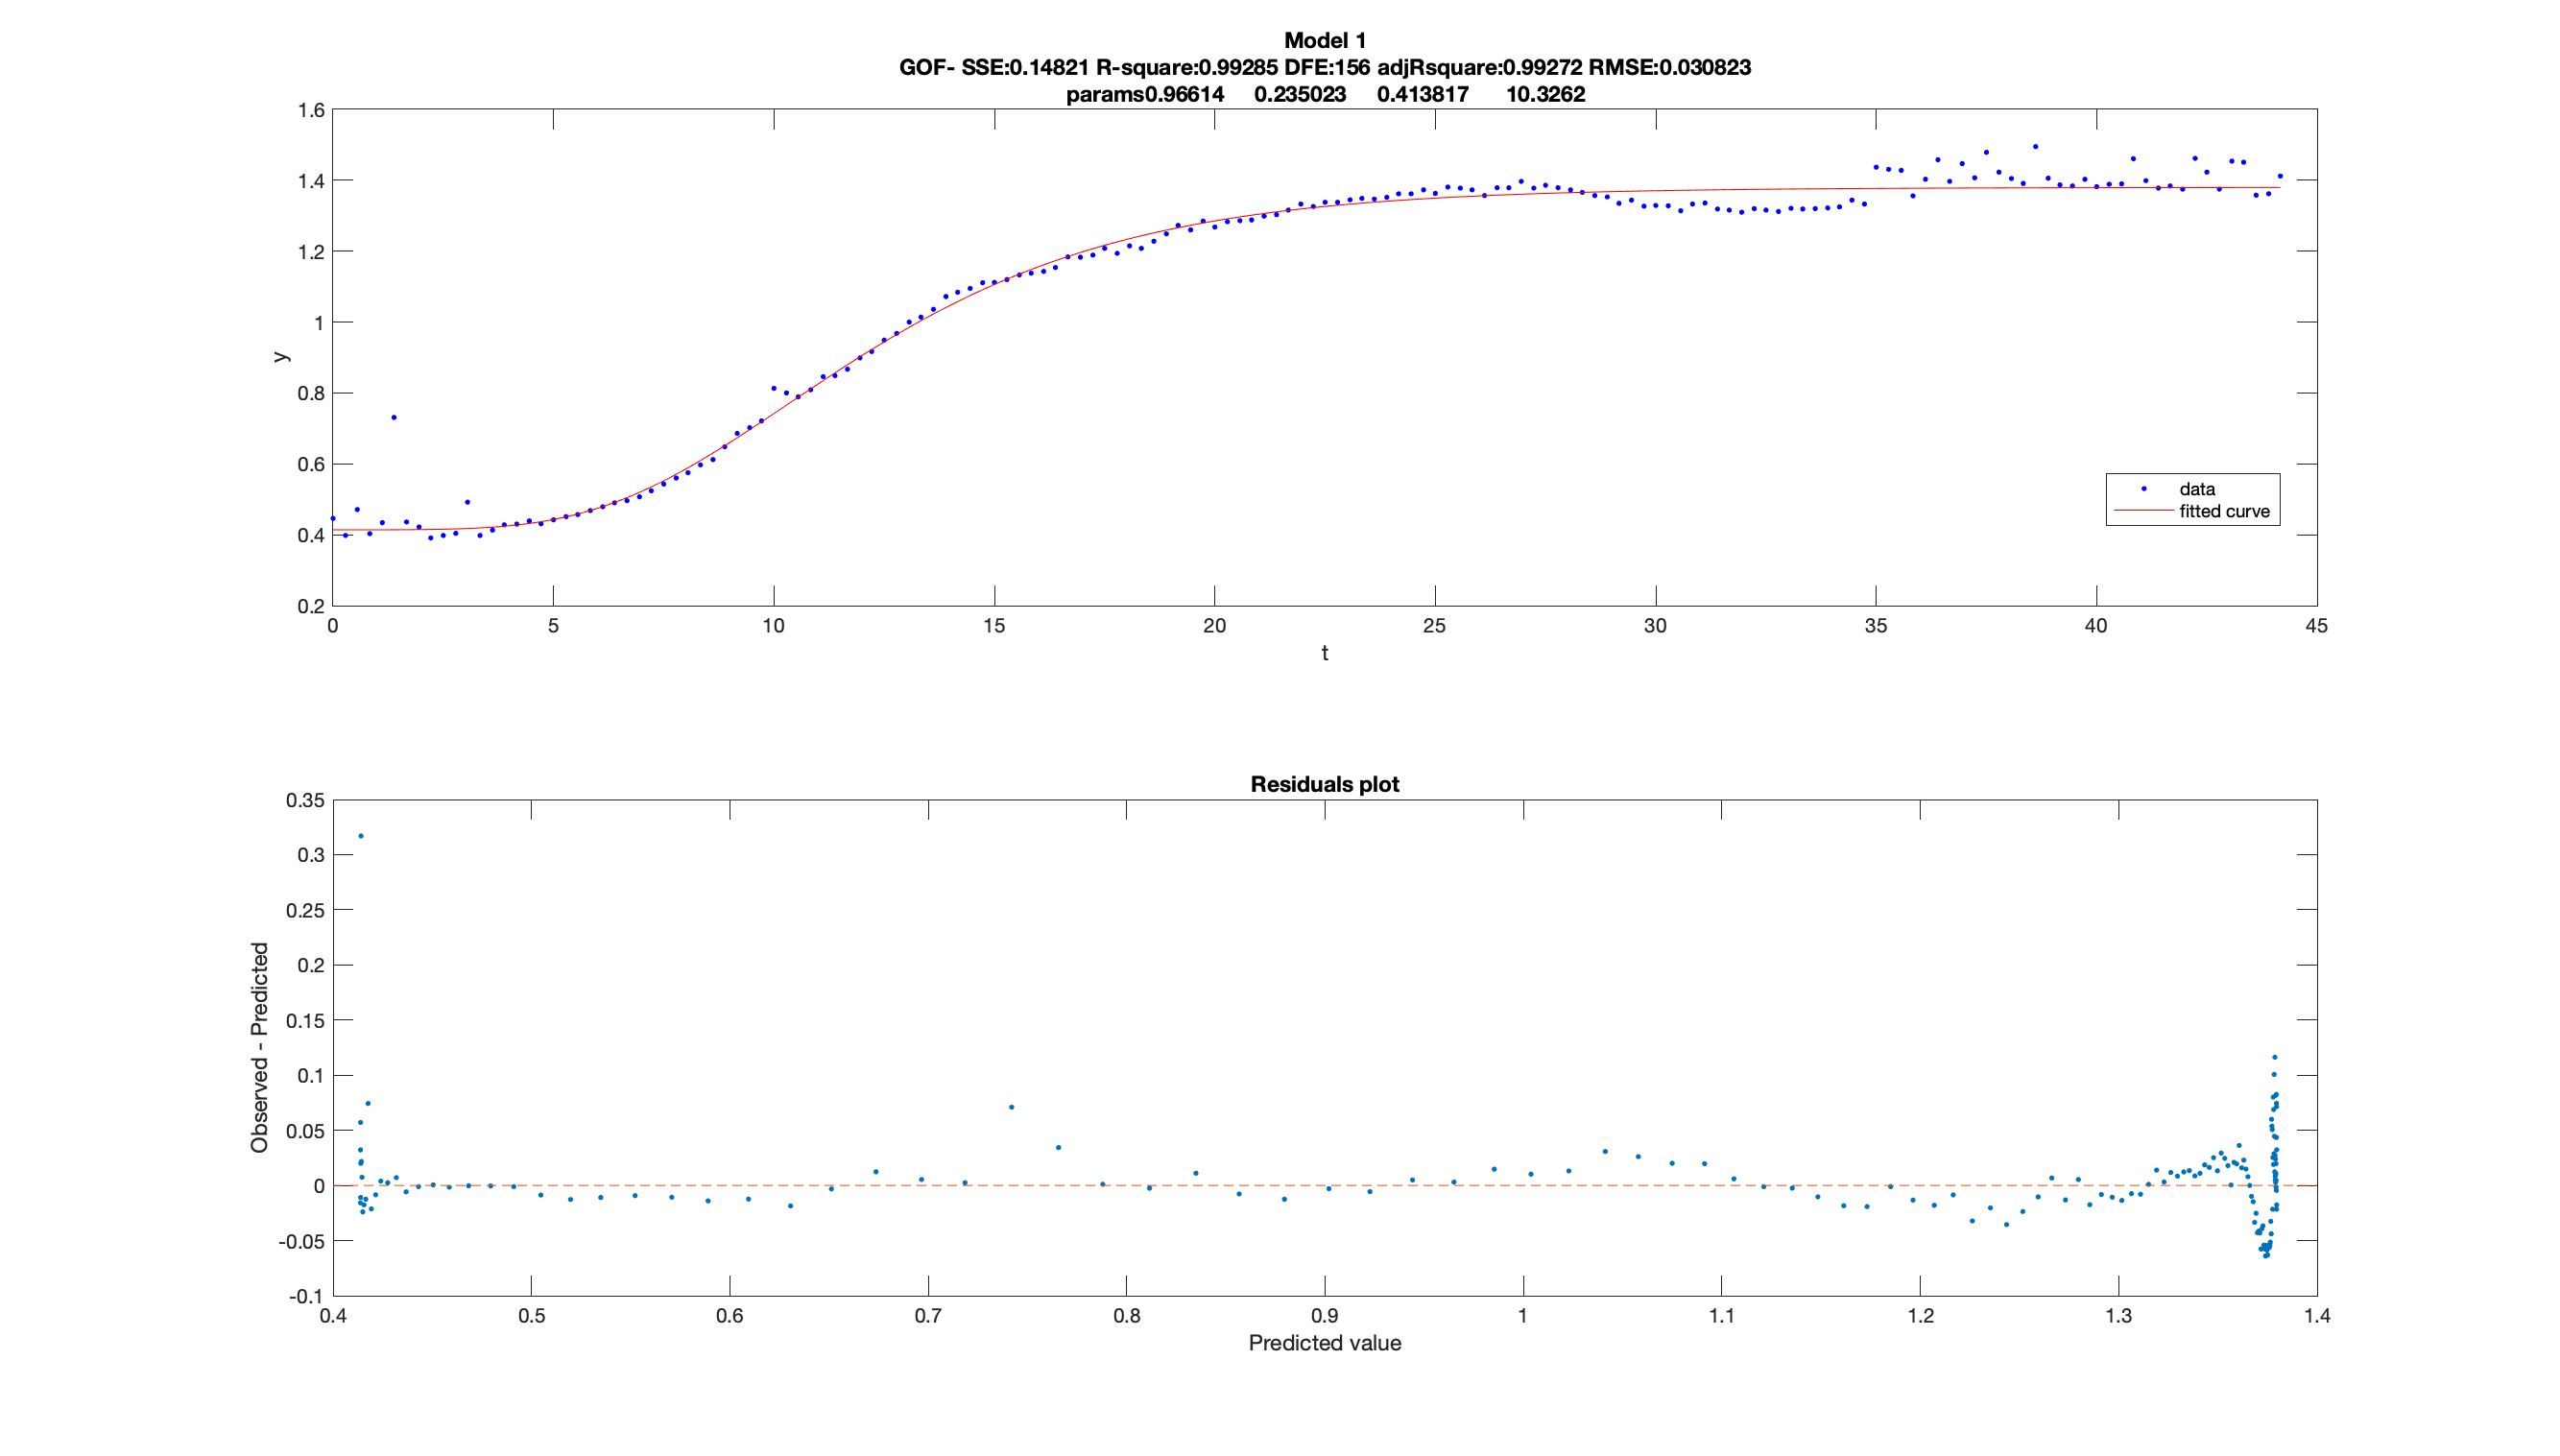 Model 1
GOF- SSE:0.14821 R-square:0.99285 DFE:156 adjRsquare:0.99272 RMSE:0.030823
params0.96614 0.235023 0.413817 10.3262
1.6
1.4
1.2
1
0.8
0.6
0.4
0.2
y
0 5 10 15 20 25 30 35 40 45
t
data
fitted curve
Residuals plot
0.35
0.3
0.25
0.2
0.15
0.1
0.05
0
-0.05
-0.1
Observed - Predicted
0.4 0.5 0.6 0.7 0.8 0.9 1 1.1 1.2 1.3 1.4
Predicted value